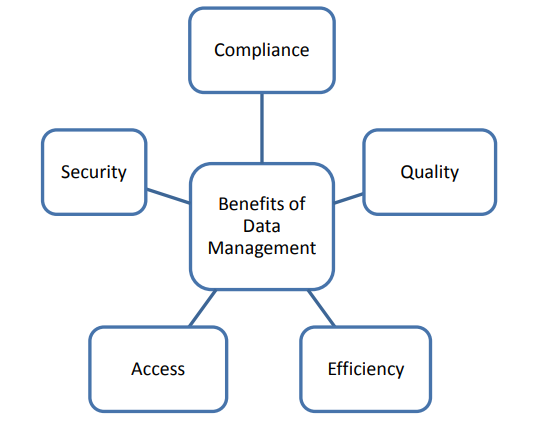 Compliance
Security
Quality
Benefits of
Data
Management
Access
Efficiency